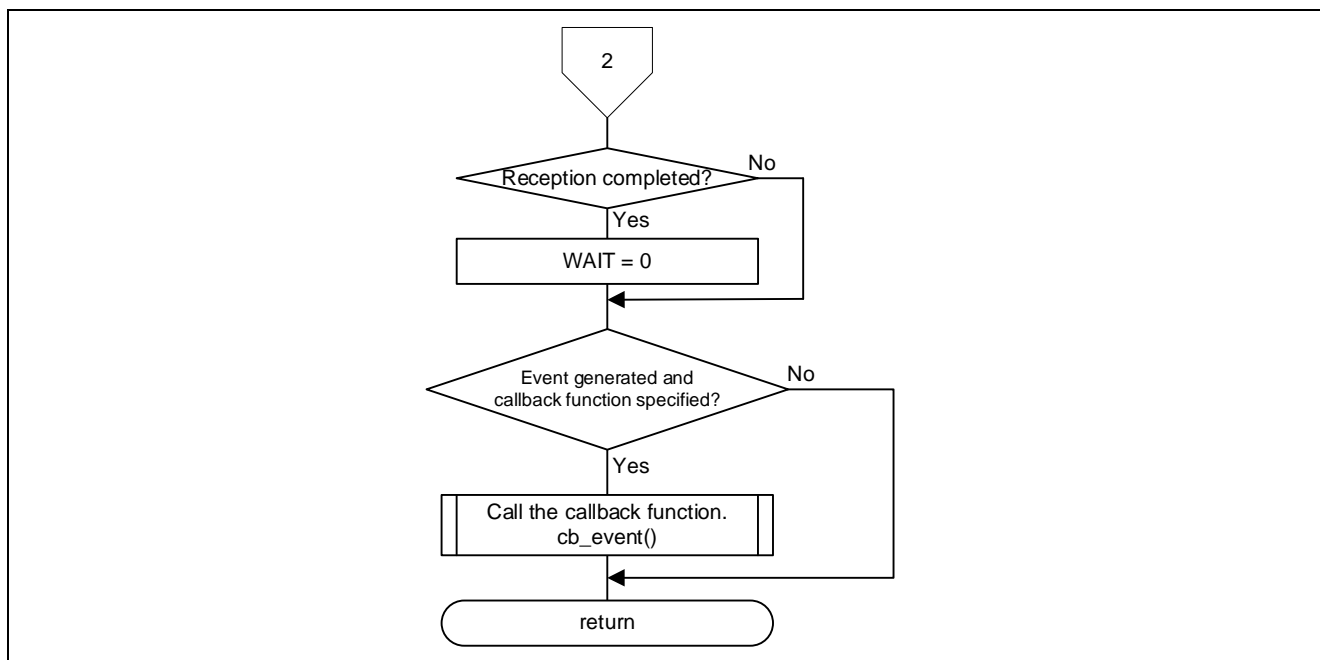 2
Reception completed?
No
Yes
WAIT = 0
Event generated and
callback function specified?
No
Yes
Call the callback function.
cb_event()
return